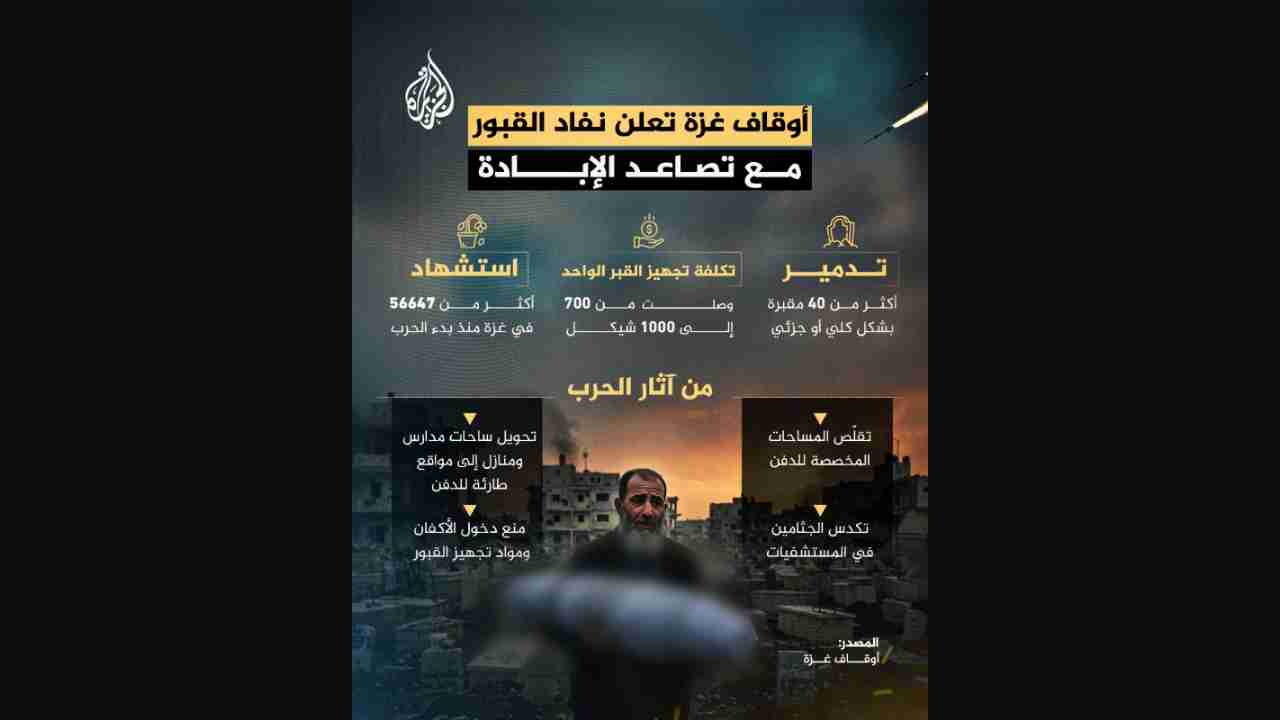 الجزيرة
أوقاف غزة تعلن نفاد القبور
مع تصاعد الإبادة
تدمير
أكثر من 40 مقبرة
بشكل كلي أو جزئي
تكلفة تجهيز القبر الواحد
وصلت من 700
إلى 1000 شيكل
استشهاد
أكثر من 56647
في غزة منذ بدء الحرب
من آثار الحرب
تقلّص المساحات
المخصصة للدفن
تكدس الجثامين
في المستشفيات
تحويل ساحات مدارس
ومنازل إلى مواقع
طارئة للدفن
منع دخول الأكفان
ومواد تجهيز القبور
المصدر:
أوقاف غزة